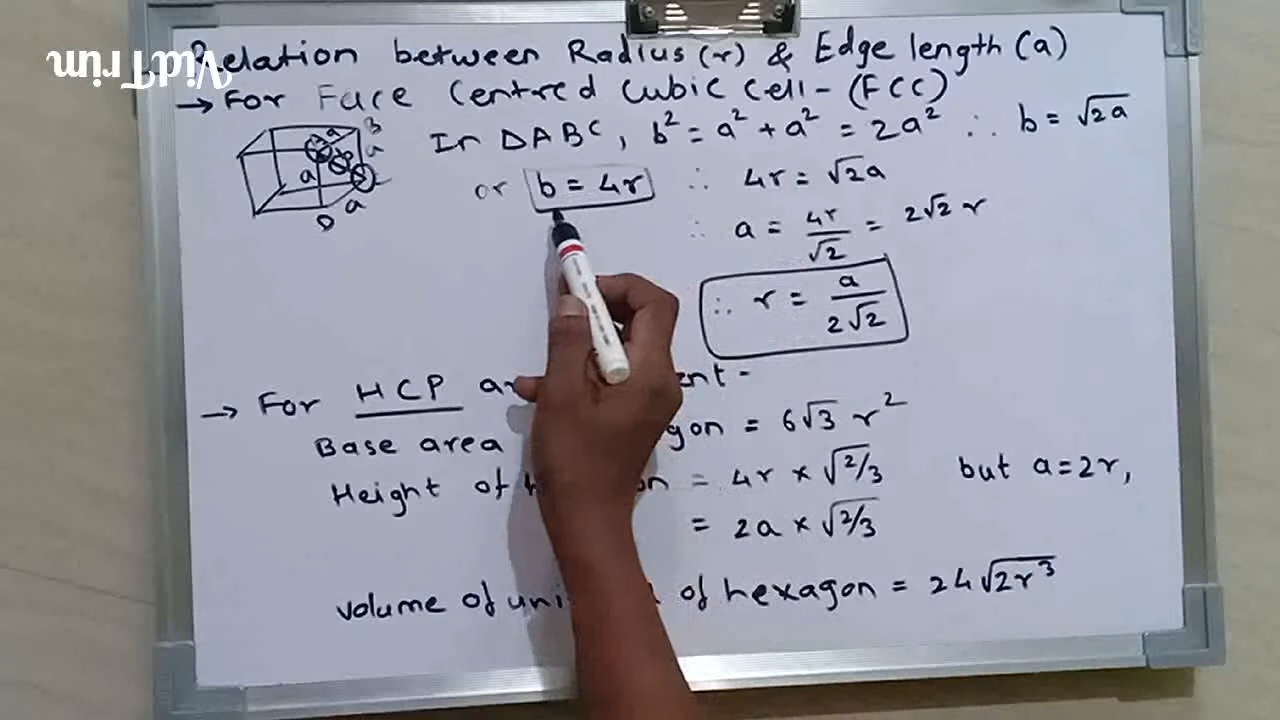 VidTrim
Relation between Radius (r) & Edge length (a)
→ For Face Centred Cubic Cell - (FCC)
In ΔABC, b² = a² + a² = 2a² ∴ b = √2a
or b = 4r ∴ 4r = √2a
∴ a = 4r/√2 = 2√2 r
∴ r = a/2√2
a B
a a b
D a
→ For HCP
Base area = 6√3 r²
Height of = 4r × √2/3 but a = 2r,
= 2a × √2/3
volume of of hexagon = 24√2r³